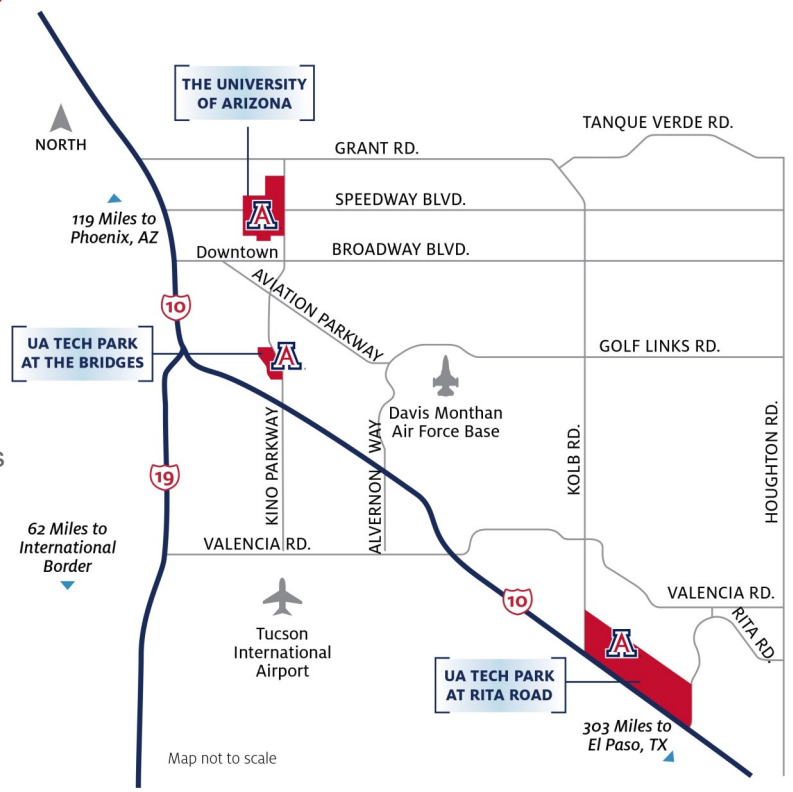 THE UNIVERSITY
OF ARIZONA
TANQUE VERDE RD.
NORTH
GRANT RD.
A
SPEEDWAY BLVD.
119 Miles to
Phoenix, AZ
Downtown
BROADWAY BLVD.
AVIATION PARKWAY
10
UA TECH PARK
AT THE BRIDGES
A
GOLF LINKS RD.
Davis Monthan
Air Force Base
KINO PARKWAY
ALVERNON WAY
KOLB RD.
HOUGHTON RD.
S
19
62 Miles to
International
Border
VALENCIA RD.
10
VALENCIA RD.
RITA RD.
Tucson
International
Airport
A
UA TECH PARK
AT RITA ROAD
303 Miles to
El Paso, TX
Map not to scale